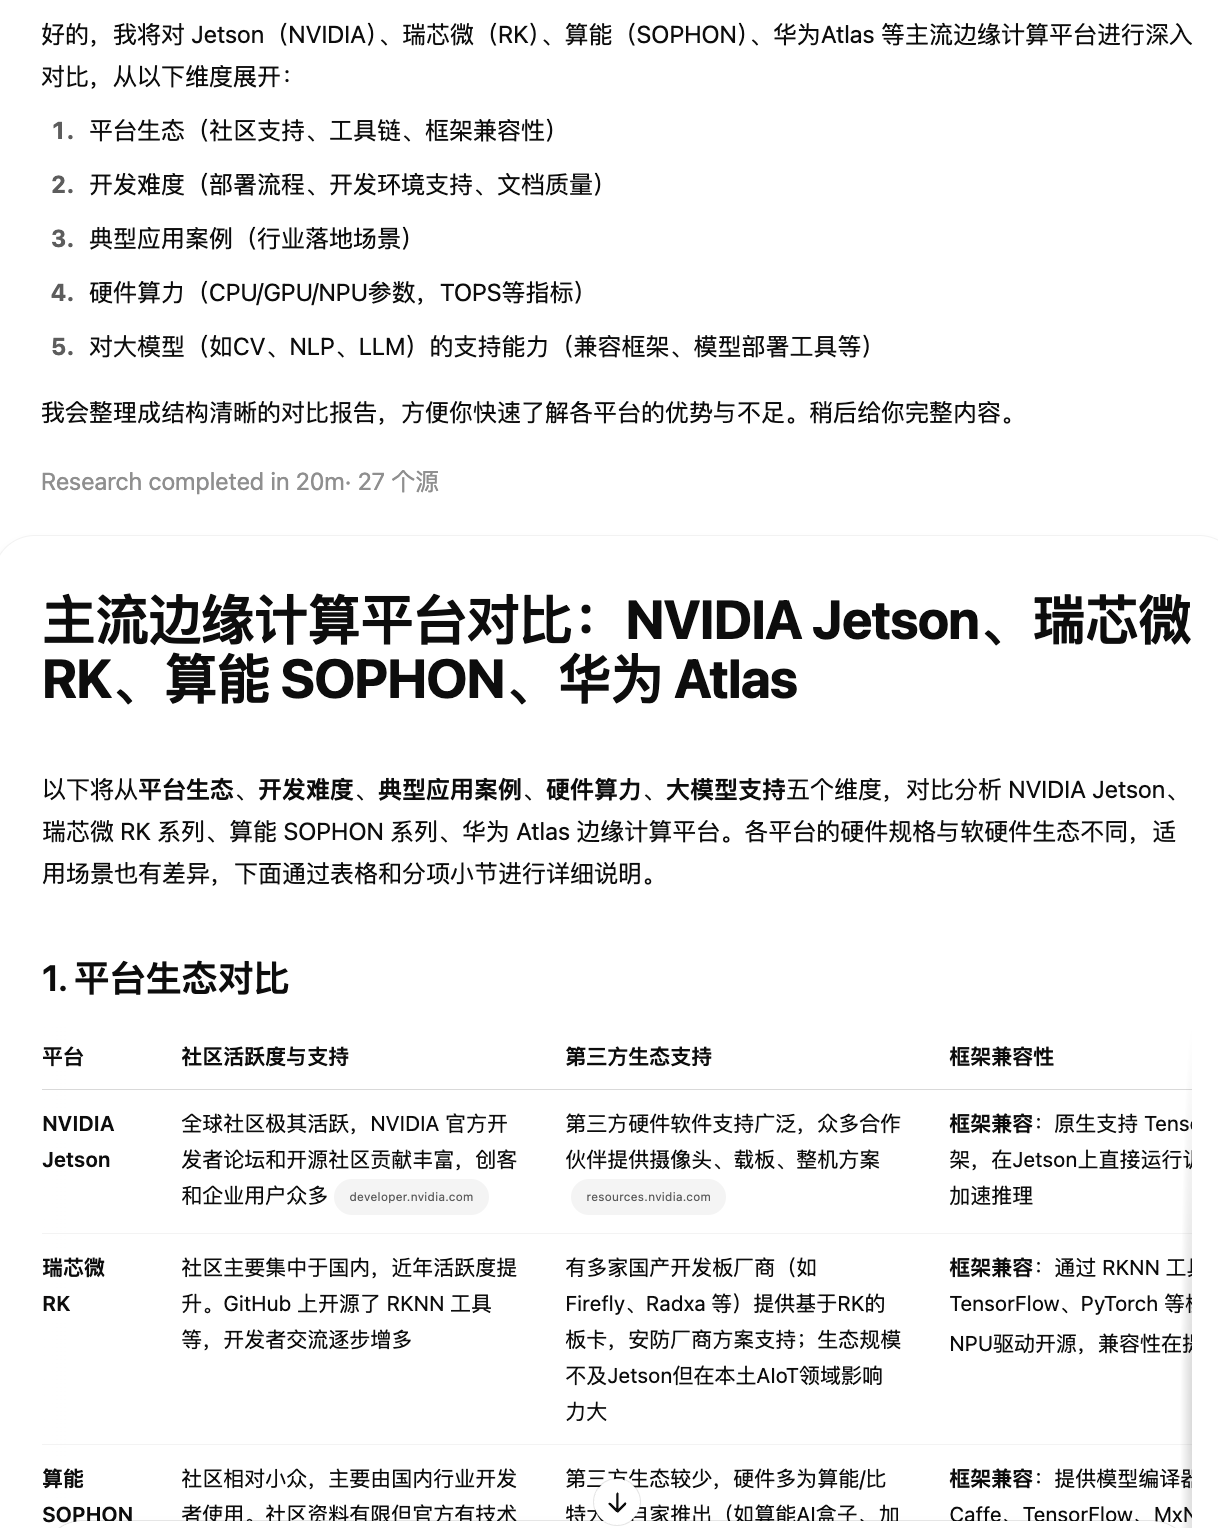 好的，我将对 Jetson（NVIDIA）、瑞芯微（RK）、算能（SOPHON）、华为Atlas 等主流边缘计算平台进行深入
对比，从以下维度展开：
1. 平台生态（社区支持、工具链、框架兼容性）
2. 开发难度（部署流程、开发环境支持、文档质量）
3. 典型应用案例（行业落地场景）
4. 硬件算力（CPU/GPU/NPU参数，TOPS等指标）
5. 对大模型（如CV、NLP、LLM）的支持能力（兼容框架、模型部署工具等）
我会整理成结构清晰的对比报告，方便你快速了解各平台的优势与不足。稍后给你完整内容。
Research completed in 20m· 27 个源
主流边缘计算平台对比：NVIDIA Jetson、瑞芯微
RK、算能 SOPHON、华为 Atlas
以下将从平台生态、开发难度、典型应用案例、硬件算力、大模型支持五个维度，对比分析 NVIDIA Jetson、
瑞芯微 RK 系列、算能 SOPHON 系列、华为 Atlas 边缘计算平台。各平台的硬件规格与软硬件生态不同，适
用场景也有差异，下面通过表格和分项小节进行详细说明。
1. 平台生态对比
平台 社区活跃度与支持 第三方生态支持 框架兼容性
NVIDIA
Jetson
全球社区极其活跃，NVIDIA 官方开
发者论坛和开源社区贡献丰富，创客
和企业用户众多 developer.nvidia.com
第三方硬件软件支持广泛，众多合作
伙伴提供摄像头、载板、整机方案
resources.nvidia.com
框架兼容：原生支持 Tens
架，在Jetson上直接运行
加速推理
瑞芯微
RK
社区主要集中于国内，近年活跃度提
升。GitHub 上开源了 RKNN 工具
等，开发者交流逐步增多
有多家国产开发板厂商（如
Firefly、Radxa 等）提供基于RK的
板卡，安防厂商方案支持；生态规模
不及Jetson但在本土AIoT领域影响
力大
框架兼容：通过 RKNN 工
TensorFlow、PyTorch 等
NPU驱动开源，兼容性在
算能
SOPHON
社区相对小众，主要由国内行业开发
者使用。社区资料有限但官方有技术
第三方生态较少，硬件多为算能/比
特 自家推出（如算能AI盒子、加
框架兼容：提供模型编译器
Caffe、TensorFlow、MxN